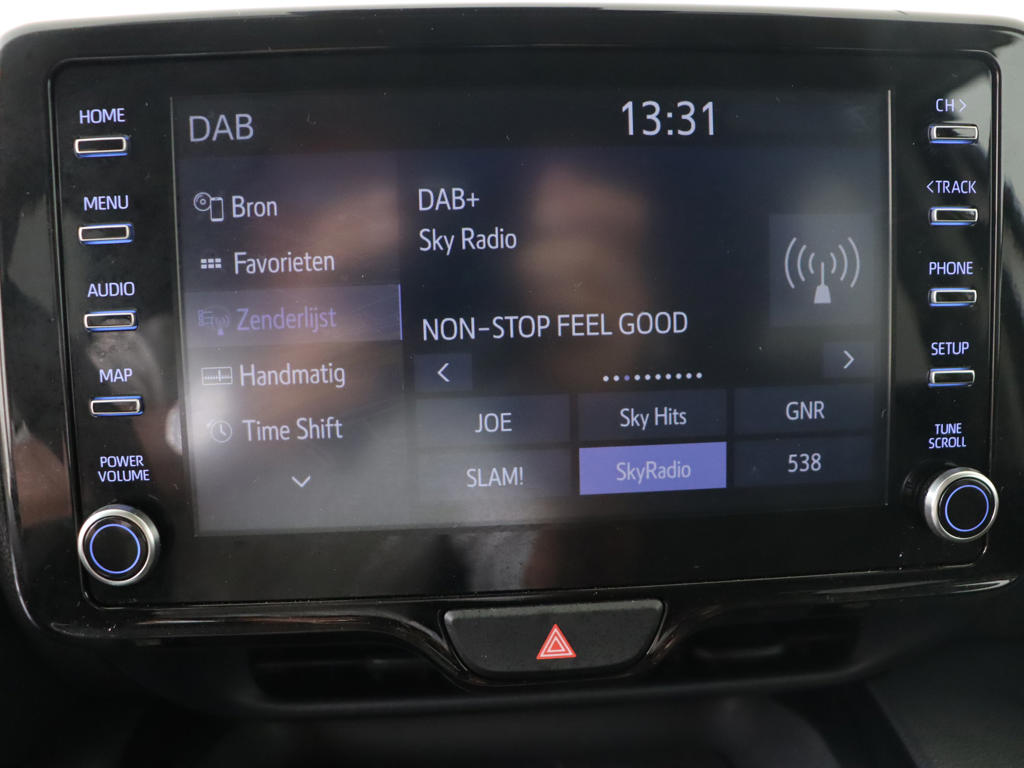 HOME
MENU
AUDIO
MAP
POWER
VOLUME
DAB
13:31
Bron
Favorieten
Zenderlijst
Handmatig
Time Shift
DAB+
Sky Radio
NON-STOP FEEL GOOD
JOE
Sky Hits
GNR
SLAM!
SkyRadio
538
CH>
<TRACK
PHONE
SETUP
TUNE
SCROLL